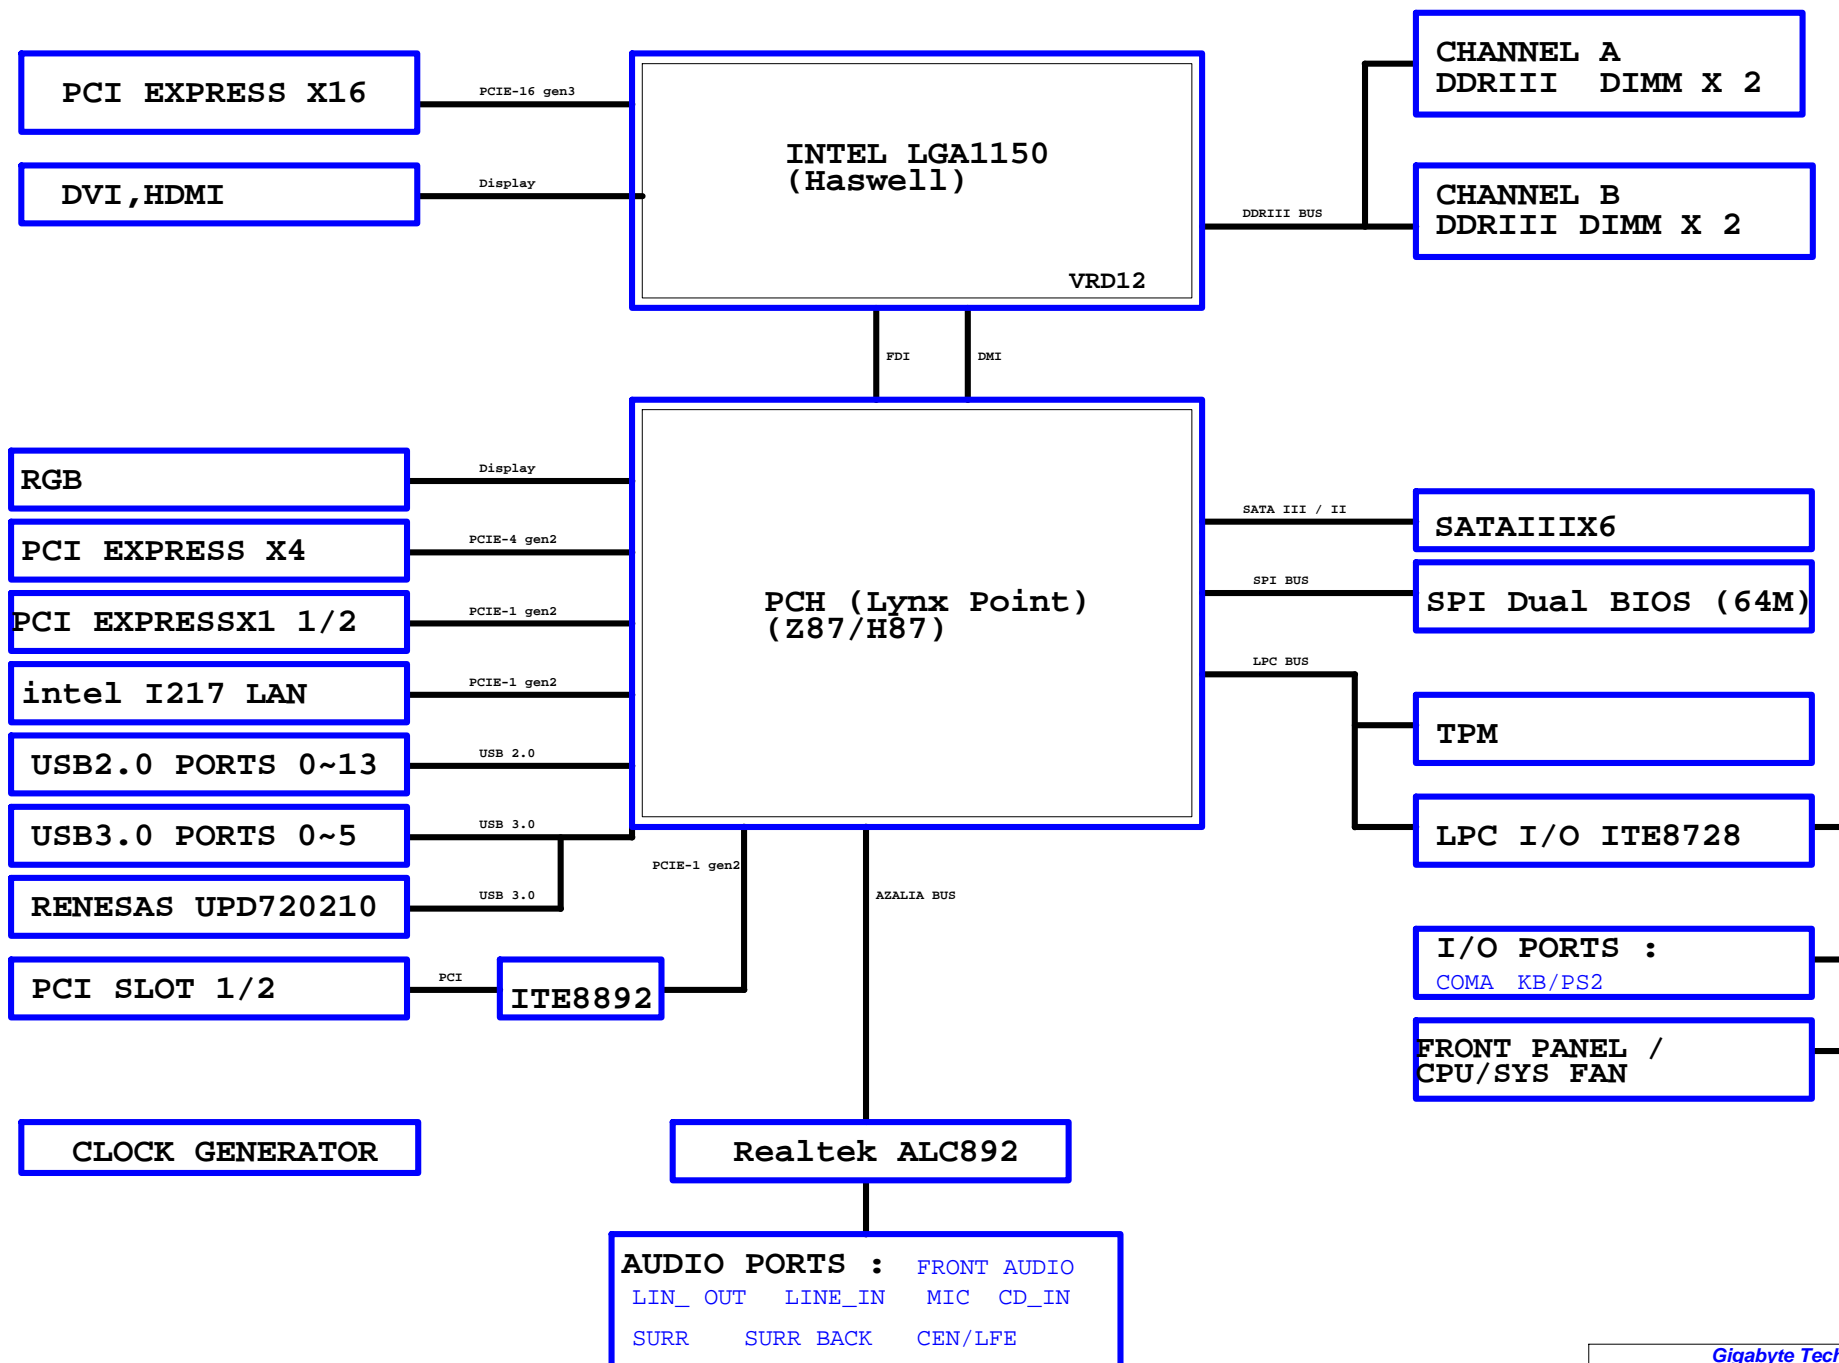 PCI EXPRESS X16
PCIE-16 gen3
DVI,HDMI
Display
INTEL LGA1150
(Haswell)
VRD12
DDRIII BUS
CHANNEL A
DDRIII DIMM X 2
CHANNEL B
DDRIII DIMM X 2
FDI
DMI
RGB
Display
PCI EXPRESS X4
PCIE-4 gen2
PCI EXPRESSX1 1/2
PCIE-1 gen2
intel I217 LAN
PCIE-1 gen2
USB2.0 PORTS 0~13
USB 2.0
USB3.0 PORTS 0~5
USB 3.0
RENESAS UPD720210
USB 3.0
PCI SLOT 1/2
PCI
ITE8892
PCIE-1 gen2
PCH (Lynx Point)
(Z87/H87)
AZALIA BUS
SATA III / II
SATAIIIX6
SPI BUS
SPI Dual BIOS (64M)
LPC BUS
TPM
LPC I/O ITE8728
I/O PORTS :
COMA KB/PS2
FRONT PANEL /
CPU/SYS FAN
CLOCK GENERATOR
Realtek ALC892
AUDIO PORTS : FRONT AUDIO
LIN_ OUT LINE_IN MIC CD_IN
SURR SURR BACK CEN/LFE
Gigabyte Tech